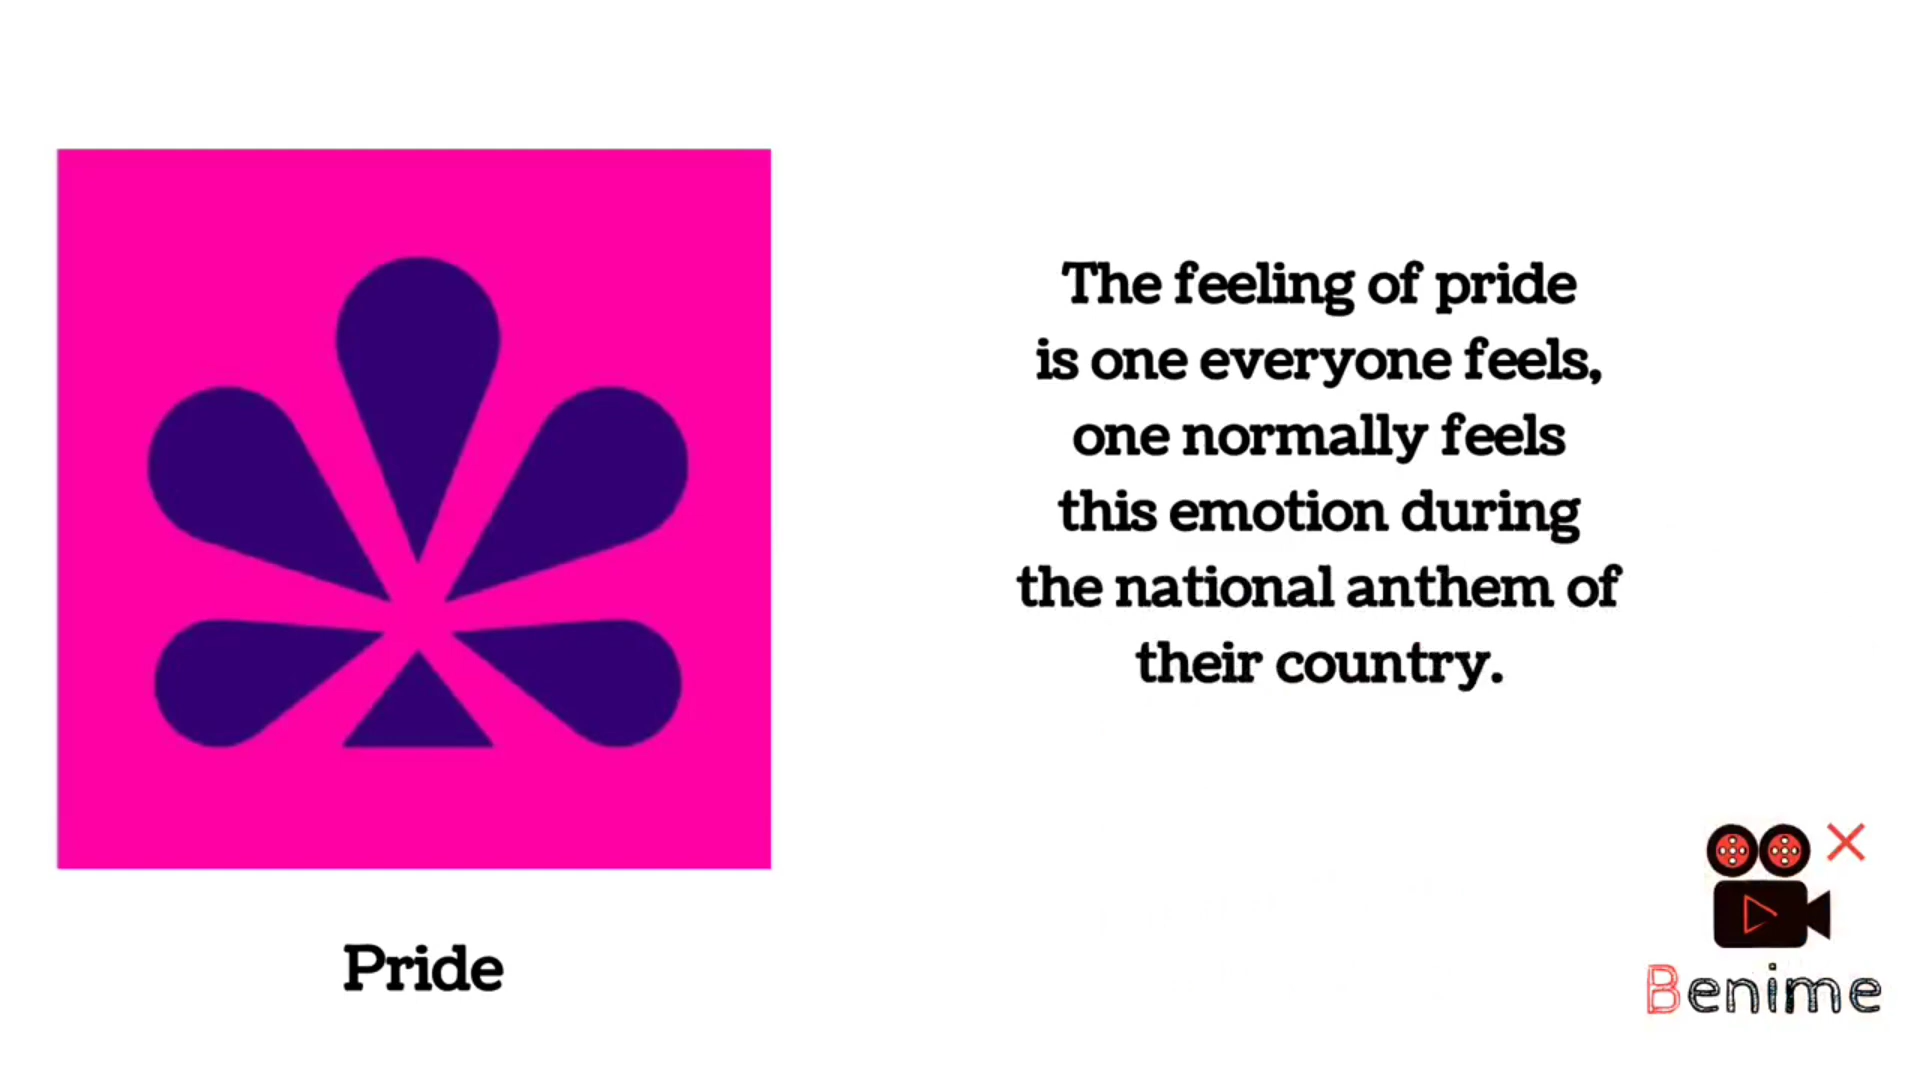 The feeling of pride
is one everyone feels,
one normally feels
this emotion during
the national anthem of
their country.
Pride
Benime